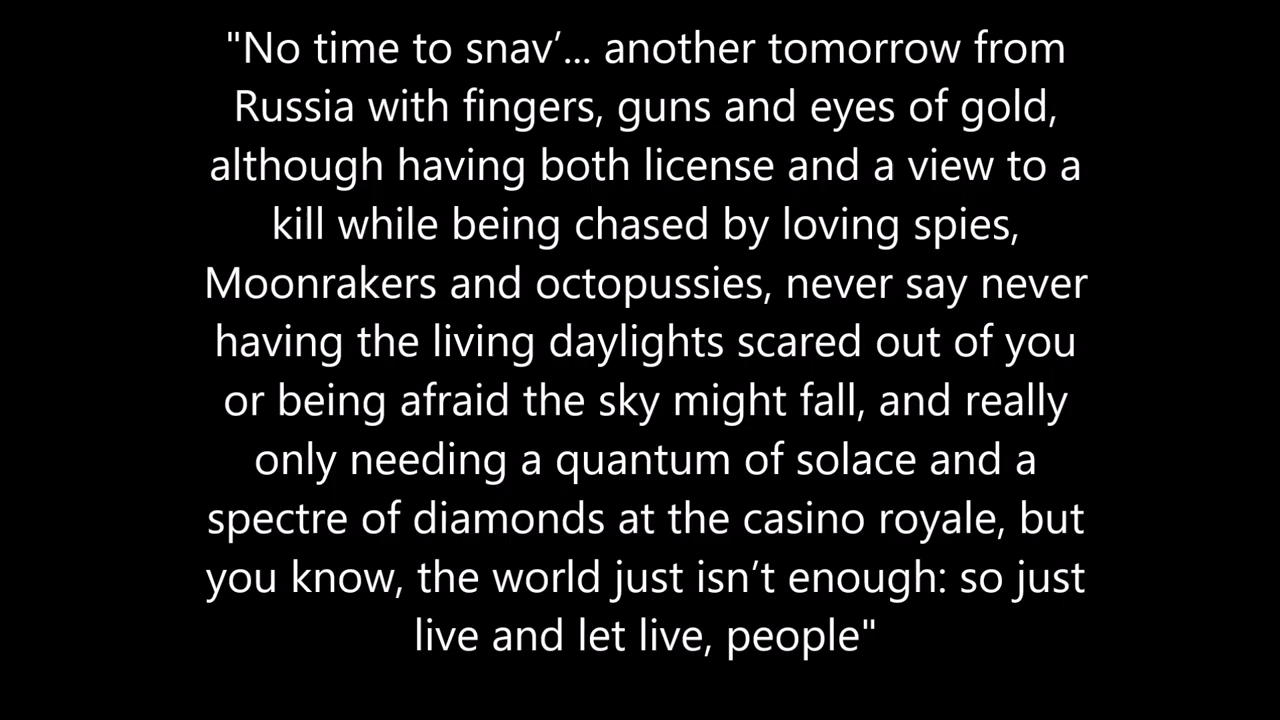 "No time to snav’... another tomorrow from
Russia with fingers, guns and eyes of gold,
although having both license and a view to a
kill while being chased by loving spies,
Moonrakers and octopussies, never say never
having the living daylights scared out of you
or being afraid the sky might fall, and really
only needing a quantum of solace and a
spectre of diamonds at the casino royale, but
you know, the world just isn’t enough: so just
live and let live, people"